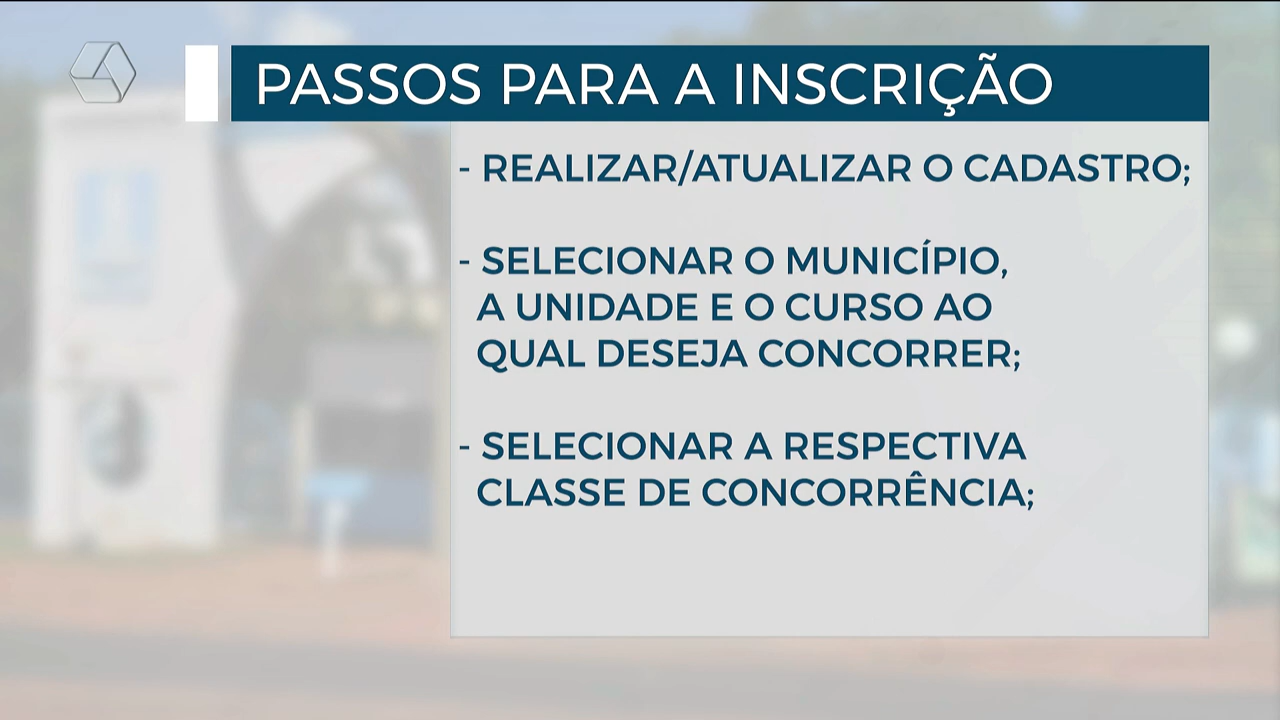 PASSOS PARA A INSCRIÇÃO
- REALIZAR/ATUALIZAR O CADASTRO;
- SELECIONAR O MUNICÍPIO,
A UNIDADE E O CURSO AO
QUAL DESEJA CONCORRER;
- SELECIONAR A RESPECTIVA
CLASSE DE CONCORRÊNCIA;